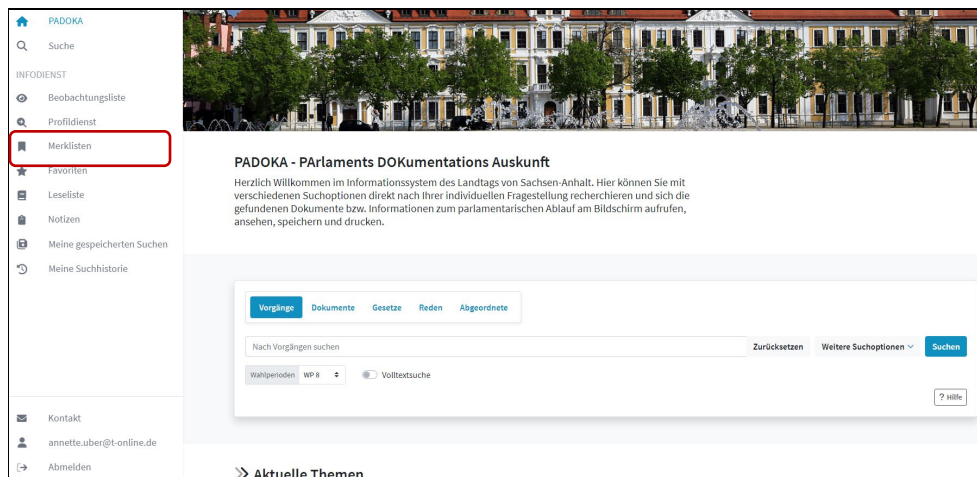 PADOKA
Suche
INFODIENST
Beobachtungsliste
Profildienst
Merklisten
Favoriten
Leseliste
Notizen
Meine gespeicherten Suchen
Meine Suchhistorie
Kontakt
annette.uber@t-online.de
Abmelden
PADOKA - PArlaments DOKumentations Auskunft
Herzlich Willkommen im Informationssystem des Landtags von Sachsen-Anhalt. Hier können Sie mit
verschiedenen Suchoptionen direkt nach Ihrer individuellen Fragestellung recherchieren und sich die
gefundenen Dokumente bzw. Informationen zum parlamentarischen Ablauf am Bildschirm aufrufen,
ansehen, speichern und drucken.
Vorgänge Dokumente Gesetze Reden Abgeordnete
Nach Vorgängen suchen Zurücksetzen Weitere Suchoptionen Suchen
Wahlperioden WP 8 Volltextsuche
? Hilfe
Aktuelle Themen